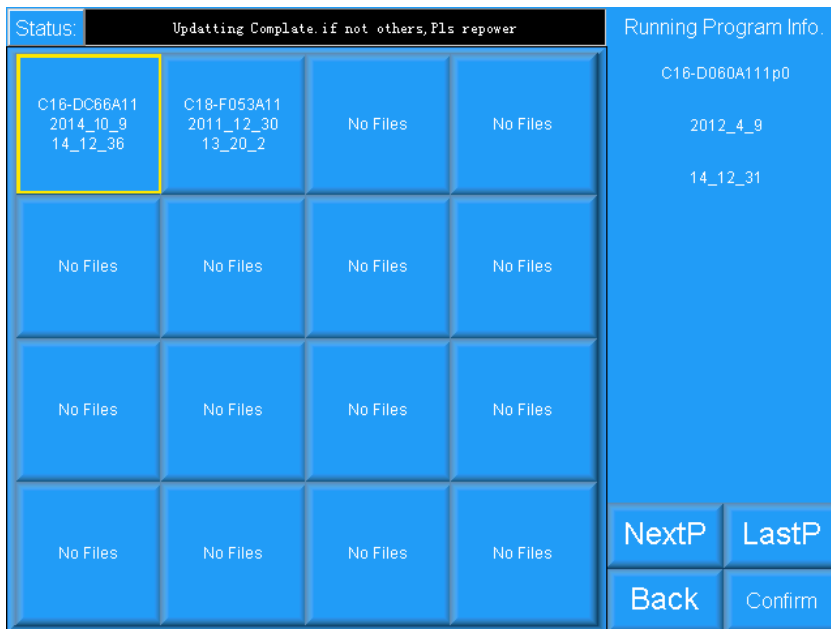 Status:
Updatting Complate.if not others,Pls repower
Running Program Info.
C16-D060A111p0
2012_4_9
14_12_31
C16-DC66A11
2014_10_9
14_12_36
C18-F053A11
2011_12_30
13_20_2
No Files
No Files
No Files
No Files
No Files
No Files
No Files
No Files
No Files
No Files
No Files
No Files
No Files
No Files
NextP
LastP
Back
Confirm